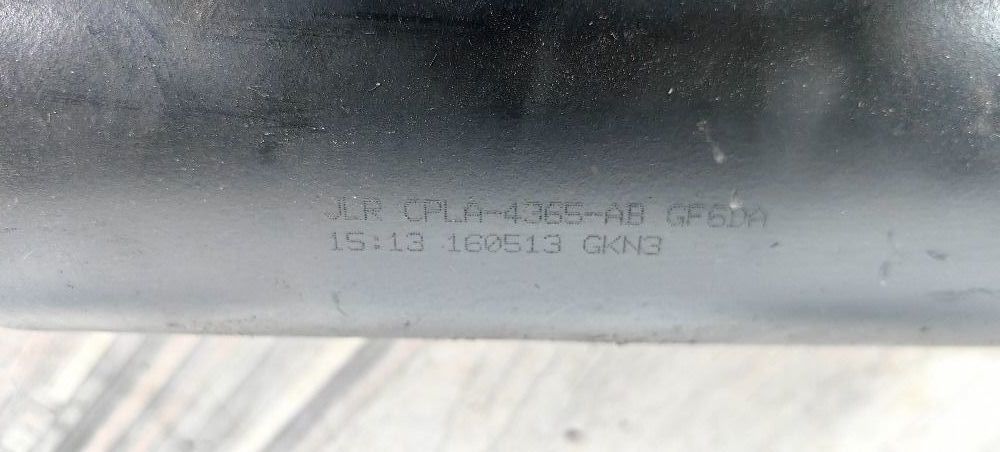 JLR CPLA-4365-AB GF6DA
15:13 160513 GKN3